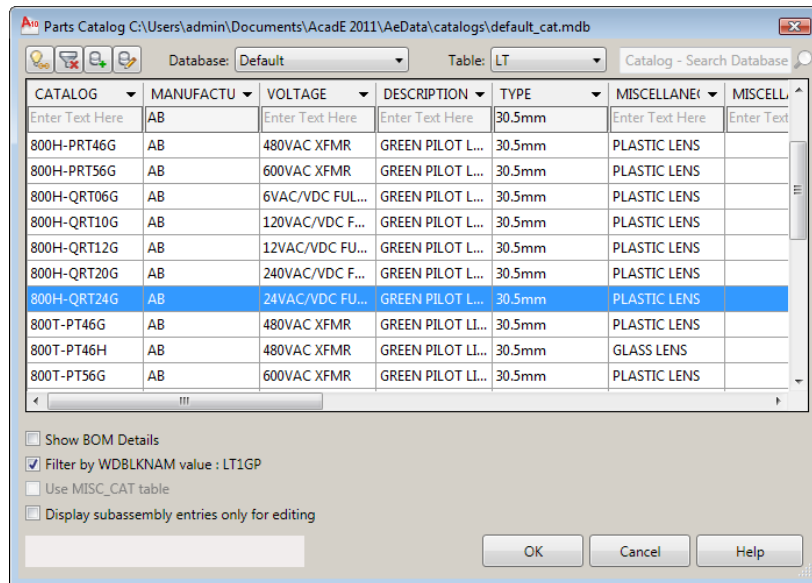 A10 Parts Catalog C:\Users\admin\Documents\AcadE 2011\AeData\catalogs\default_cat.mdb
Database: Default Table: LT Catalog - Search Database
CATALOG MANUFACTU VOLTAGE DESCRIPTION TYPE MISCELLANE( MISCELL
Enter Text Here AB Enter Text Here Enter Text Here 30.5mm Enter Text Here Enter Text
800H-PRT46G AB 480VAC XFMR GREEN PILOT L... 30.5mm PLASTIC LENS
800H-PRT56G AB 600VAC XFMR GREEN PILOT L... 30.5mm PLASTIC LENS
800H-QRT06G AB 6VAC/VDC FUL... GREEN PILOT L... 30.5mm PLASTIC LENS
800H-QRT10G AB 120VAC/VDC F... GREEN PILOT L... 30.5mm PLASTIC LENS
800H-QRT12G AB 12VAC/VDC FU... GREEN PILOT L... 30.5mm PLASTIC LENS
800H-QRT20G AB 240VAC/VDC F... GREEN PILOT L... 30.5mm PLASTIC LENS
800H-QRT24G AB 24VAC/VDC FU... GREEN PILOT L... 30.5mm PLASTIC LENS
800T-PT46G AB 480VAC XFMR GREEN PILOT LI... 30.5mm PLASTIC LENS
800T-PT46H AB 480VAC XFMR GREEN PILOT LI... 30.5mm GLASS LENS
800T-PT56G AB 600VAC XFMR GREEN PILOT LI... 30.5mm PLASTIC LENS
Show BOM Details
Filter by WDBLKNAM value : LT1GP
Use MISC_CAT table
Display subassembly entries only for editing
OK Cancel Help